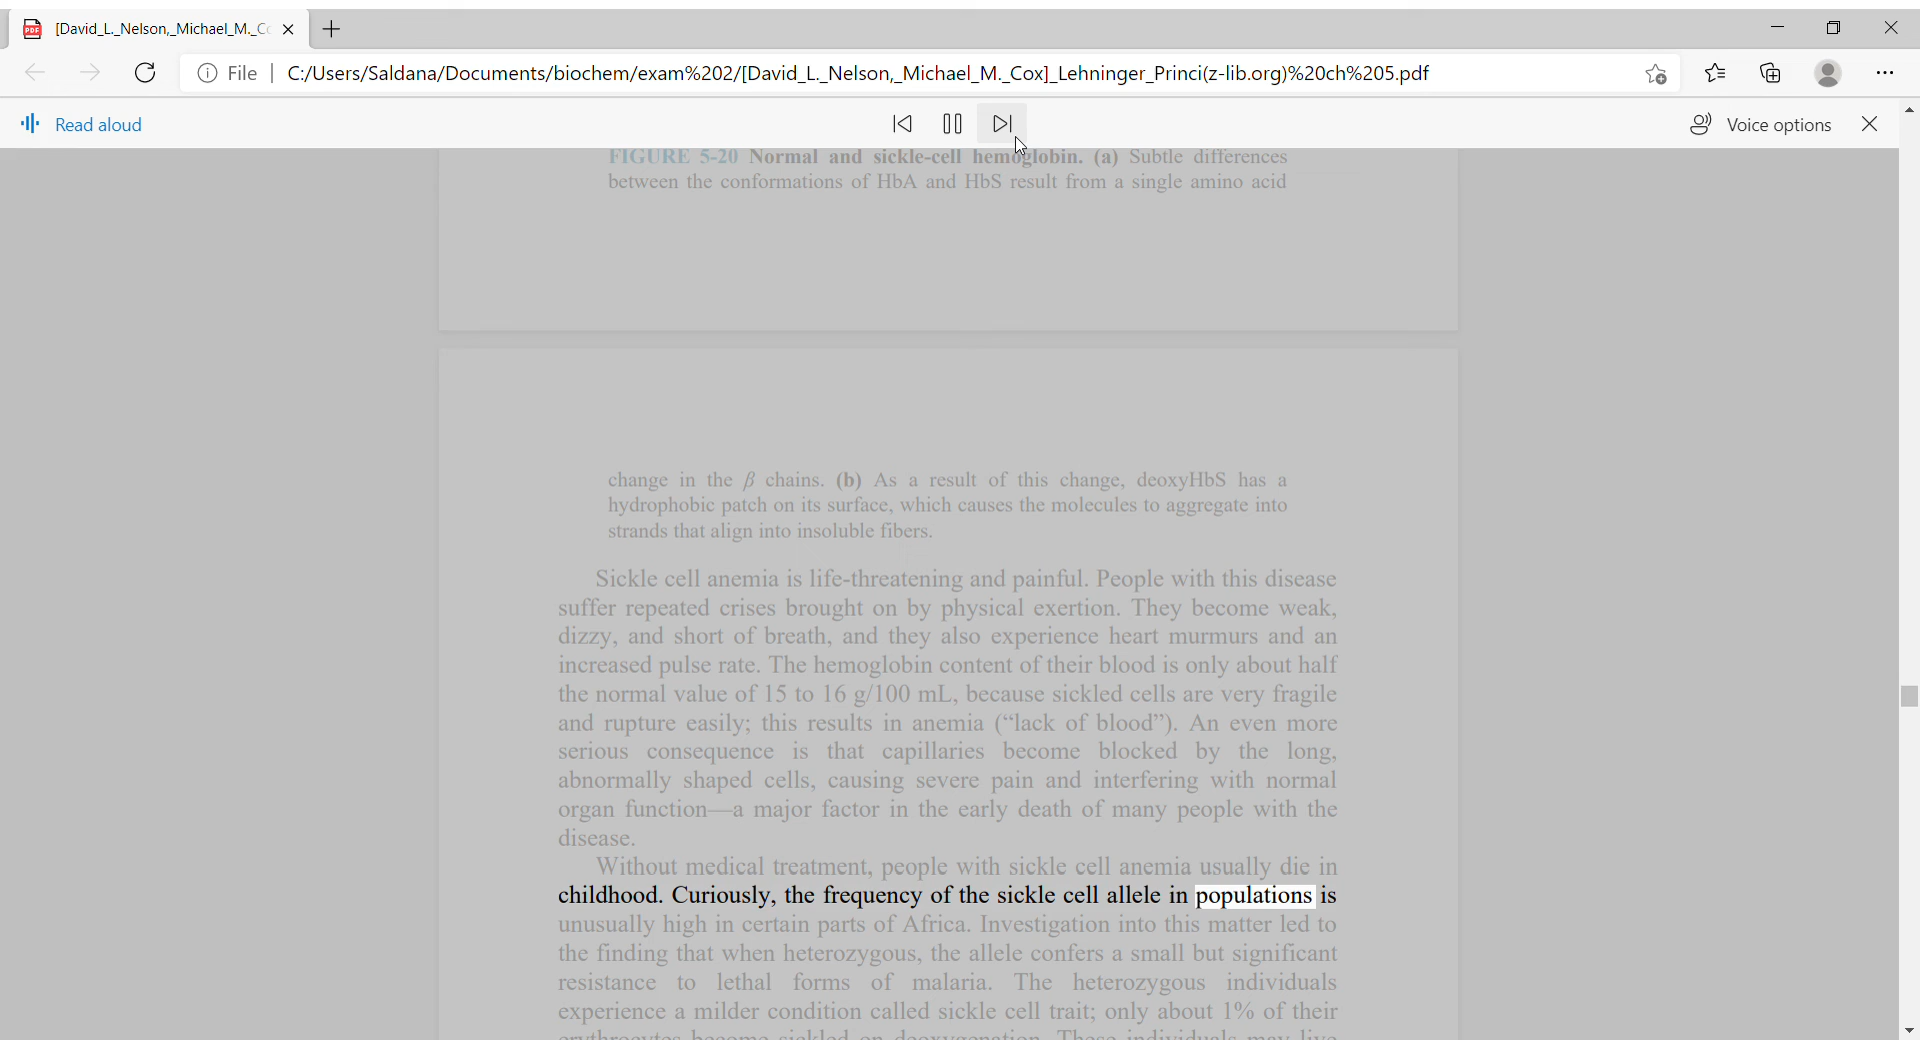 [David_L._Nelson,_Michael_M._Co
File | C:/Users/Saldana/Documents/biochem/exam%202/[David_L._Nelson,_Michael_M._Cox]_Lehninger_Princi(z-lib.org)%20ch%205.pdf
Read aloud
Voice options
FIGURE 5-20 Normal and sickle-cell hemoglobin. (a) Subtle differences
between the conformations of HbA and HbS result from a single amino acid
change in the β chains. (b) As a result of this change, deoxyHbS has a
hydrophobic patch on its surface, which causes the molecules to aggregate into
strands that align into insoluble fibers.
Sickle cell anemia is life-threatening and painful. People with this disease
suffer repeated crises brought on by physical exertion. They become weak,
dizzy, and short of breath, and they also experience heart murmurs and an
increased pulse rate. The hemoglobin content of their blood is only about half
the normal value of 15 to 16 g/100 mL, because sickled cells are very fragile
and rupture easily; this results in anemia (“lack of blood”). An even more
serious consequence is that capillaries become blocked by the long,
abnormally shaped cells, causing severe pain and interfering with normal
organ function—a major factor in the early death of many people with the
disease.
Without medical treatment, people with sickle cell anemia usually die in
childhood. Curiously, the frequency of the sickle cell allele in populations is
unusually high in certain parts of Africa. Investigation into this matter led to
the finding that when heterozygous, the allele confers a small but significant
resistance to lethal forms of malaria. The heterozygous individuals
experience a milder condition called sickle cell trait; only about 1% of their
erythrocytes become sickled on deoxygenation. These individuals may live